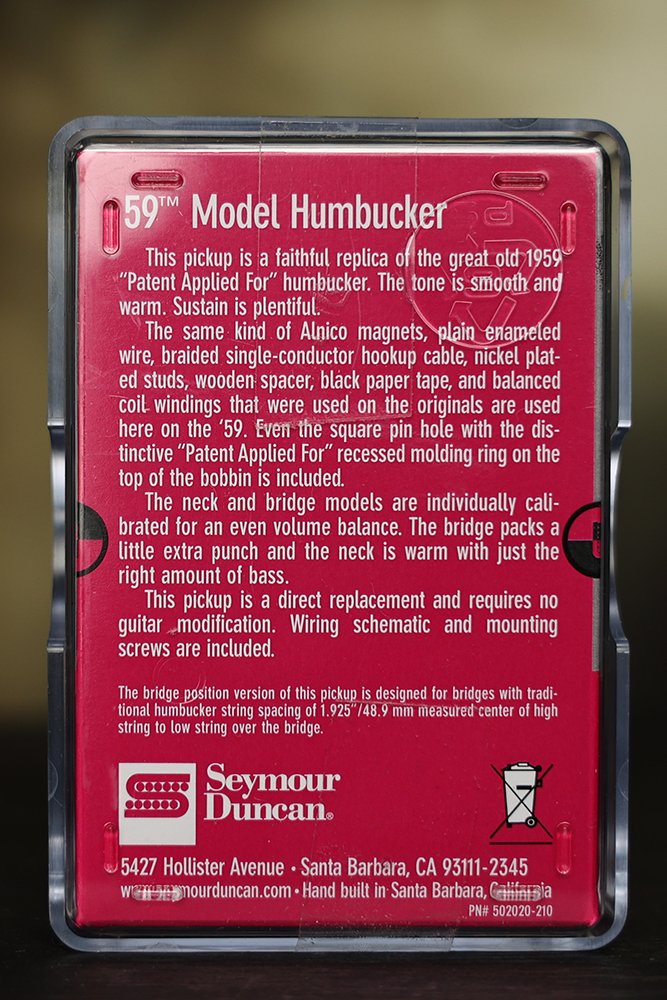 '59™ Model Humbucker
This pickup is a faithful replica of the great old 1959
"Patent Applied For" humbucker. The tone is smooth and
warm. Sustain is plentiful.
The same kind of Alnico magnets, plain enameled
wire, braided single-conductor hookup cable, nickel plat-
ed studs, wooden spacer, black paper tape, and balanced
coil windings that were used on the originals are used
here on the '59. Even the square pin hole with the dis-
tinctive "Patent Applied For" recessed molding ring on the
top of the bobbin is included.
The neck and bridge models are individually cali-
brated for an even volume balance. The bridge packs a
little extra punch and the neck is warm with just the
right amount of bass.
This pickup is a direct replacement and requires no
guitar modification. Wiring schematic and mounting
screws are included.
The bridge position version of this pickup is designed for bridges with tradi-
tional humbucker string spacing of 1.925"/48.9 mm measured center of high
string to low string over the bridge.
Seymour
Duncan®
5427 Hollister Avenue • Santa Barbara, CA 93111-2345
www.seymourduncan.com • Hand built in Santa Barbara, California
PN# 502020-210